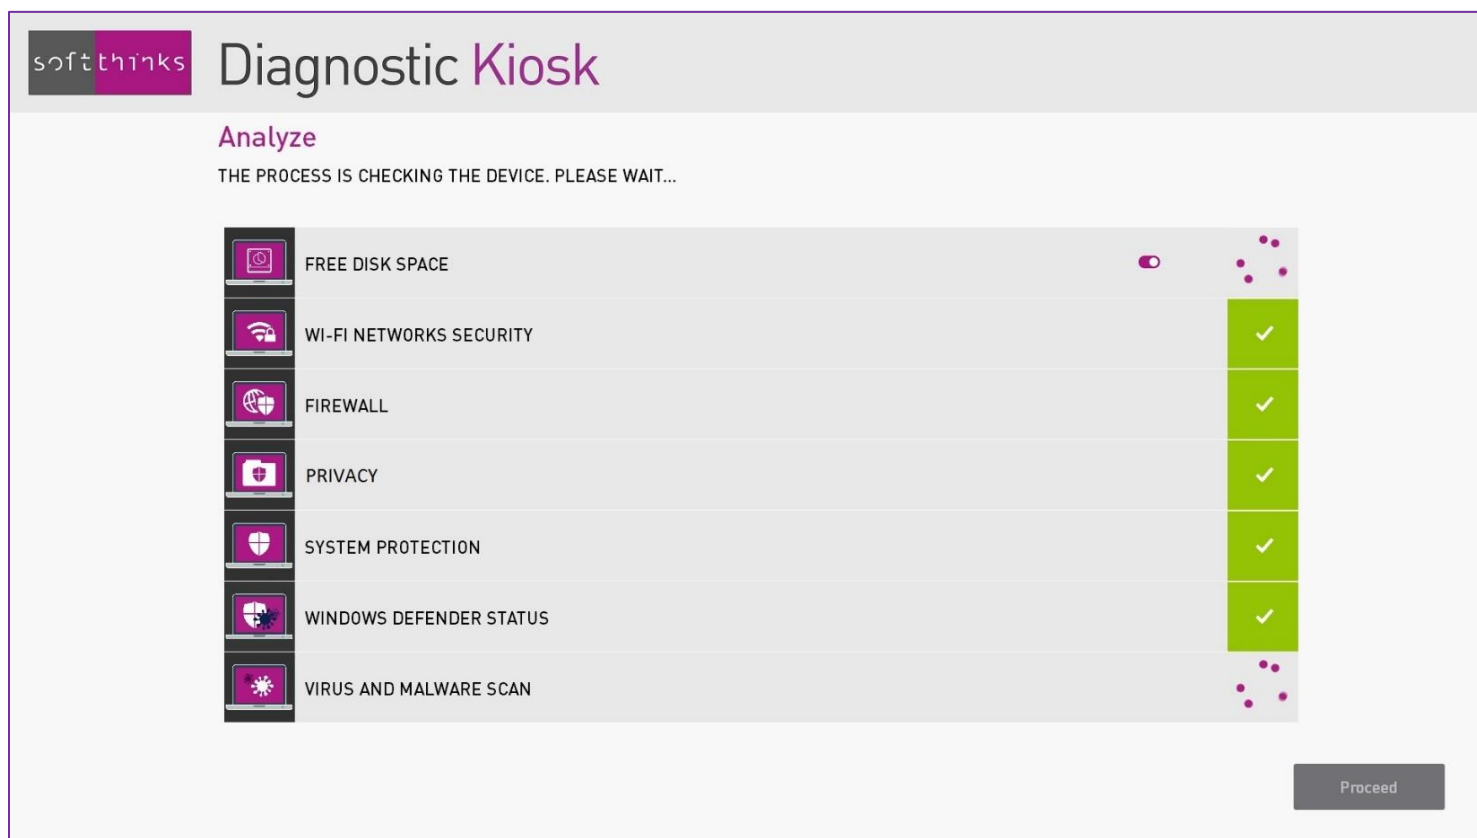 softthinks
Diagnostic Kiosk
Analyze
THE PROCESS IS CHECKING THE DEVICE. PLEASE WAIT...
FREE DISK SPACE
WI-FI NETWORKS SECURITY
FIREWALL
PRIVACY
SYSTEM PROTECTION
WINDOWS DEFENDER STATUS
VIRUS AND MALWARE SCAN
Proceed